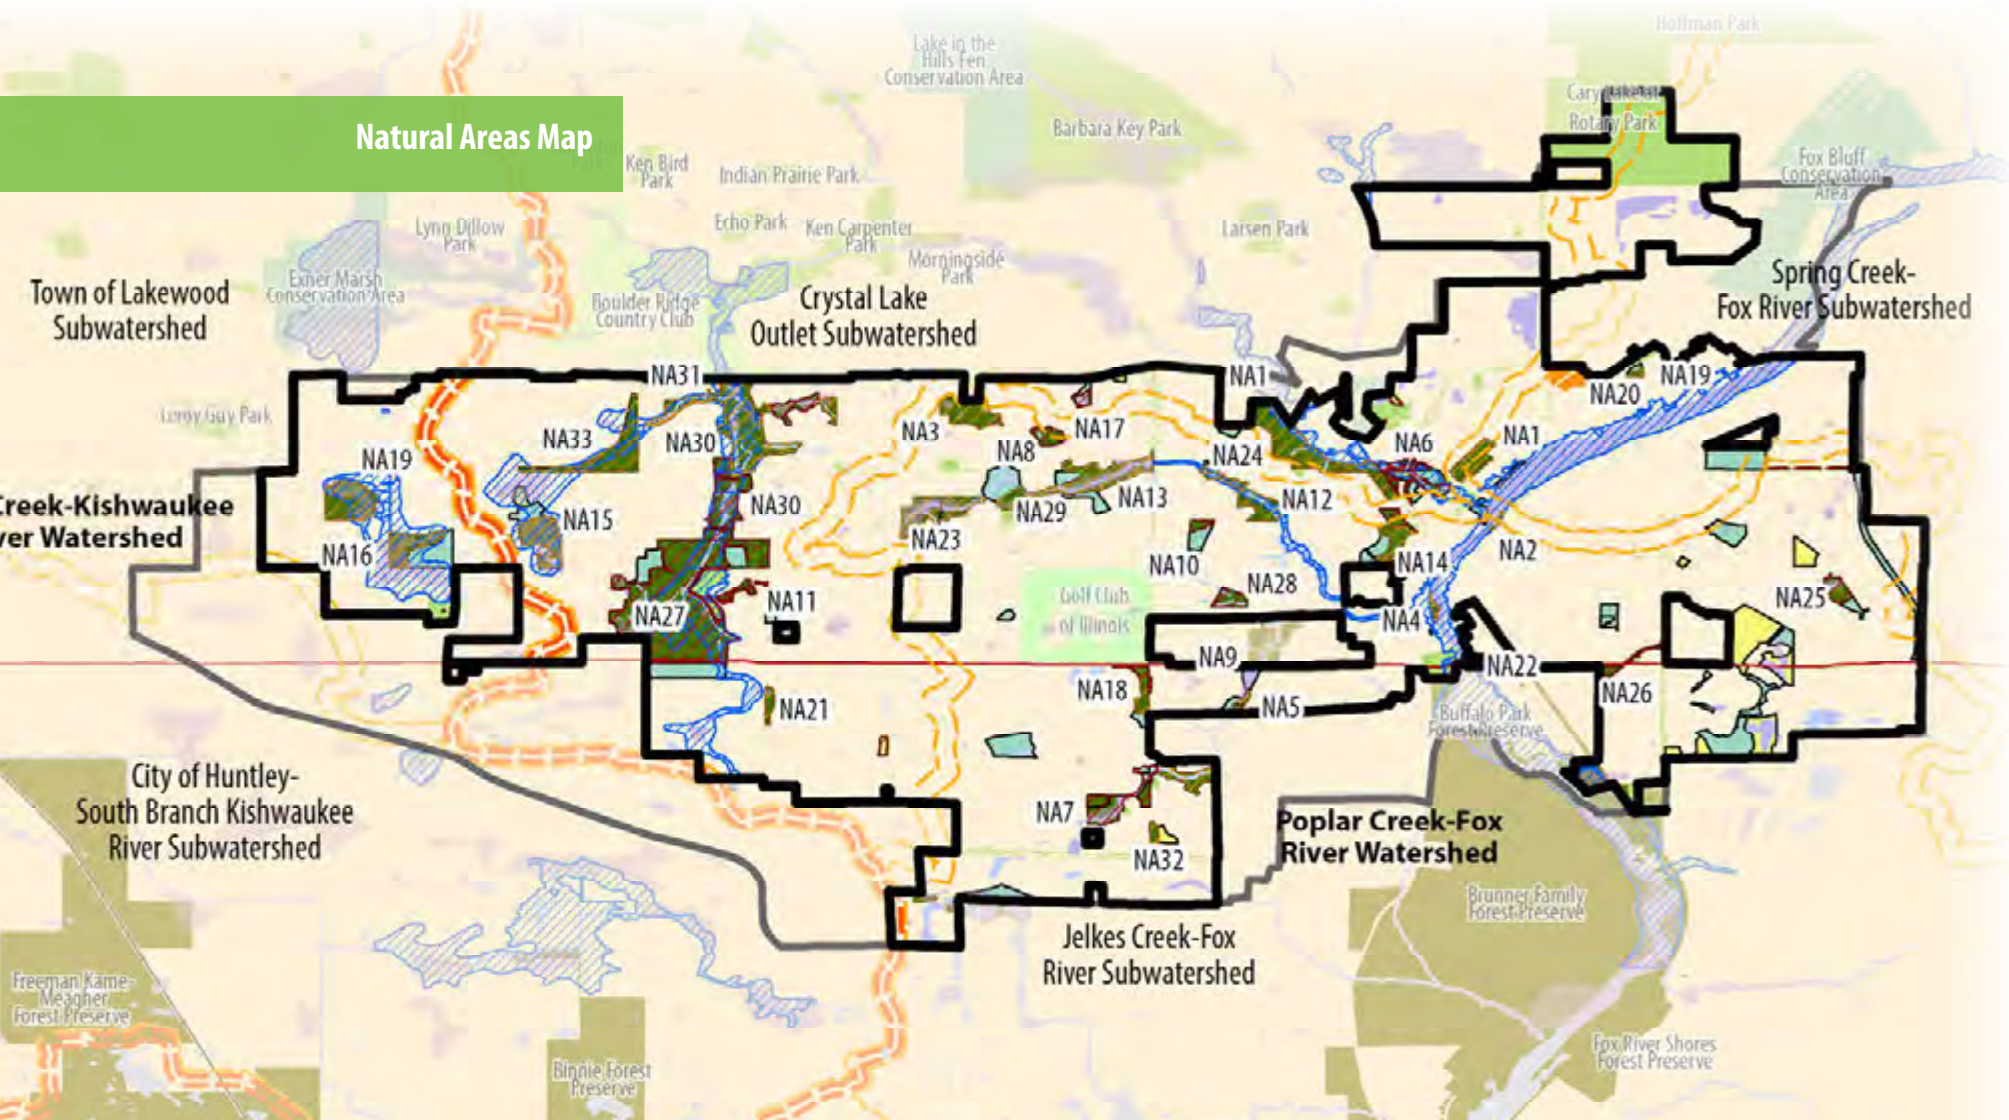 Hoffman Park
Lake in the
Hills Fen
Conservation Area
Cary Lake at
Rotary Park
Barbara Key Park
Natural Areas Map
Ken Bird
Park
Indian Prairie Park
Fox Bluff
Conservation
Area
Lynn Dillow
Park
Echo Park
Ken Carpenter
Park
Larsen Park
Morningside
Park
Exner Marsh
Conservation Area
Town of Lakewood
Subwatershed
Boulder Ridge
Country Club
Crystal Lake
Outlet Subwatershed
Spring Creek-
Fox River Subwatershed
NA31
NA1
NA19
NA20
Leroy Guy Park
NA33
NA30
NA3
NA17
NA8
NA24
NA6
NA1
NA19
NA30
NA29
NA13
NA12
Creek-Kishwaukee
ver Watershed
NA15
NA16
NA23
NA10
NA14
NA2
NA28
NA25
NA27
NA11
Golf Club
of Illinois
NA4
NA9
NA22
NA18
NA26
NA21
NA5
Buffalo Park
Forest Preserve
City of Huntley-
South Branch Kishwaukee
River Subwatershed
NA7
NA32
Poplar Creek-Fox
River Watershed
Brunner Family
Forest Preserve
Jelkes Creek-Fox
River Subwatershed
Freeman Kame-
Meagher
Forest Preserve
Binnie Forest
Preserve
Fox River Shores
Forest Preserve